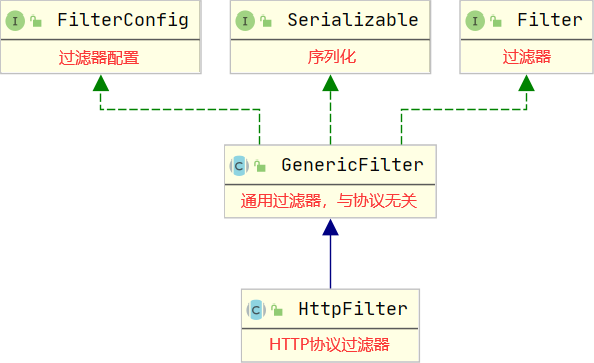 I FilterConfig
过滤器配置
I Serializable
序列化
I Filter
过滤器
C GenericFilter
通用过滤器，与协议无关
C HttpFilter
HTTP协议过滤器